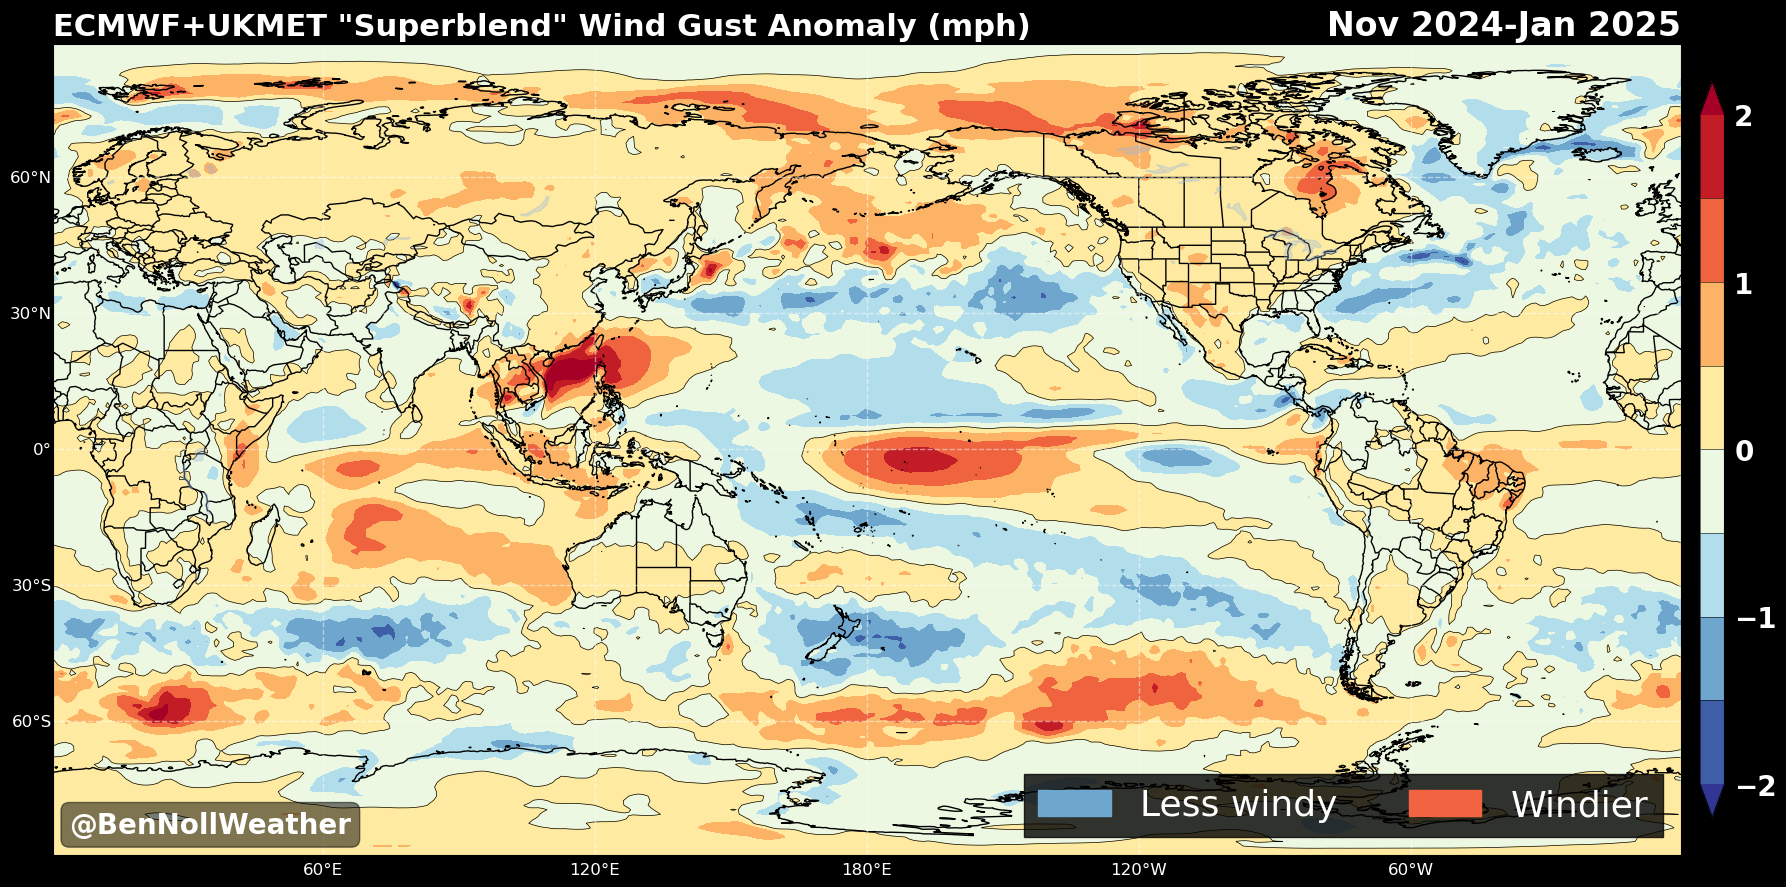 ECMWF+UKMET "Superblend" Wind Gust Anomaly (mph)
Nov 2024-Jan 2025
2
1
0
−1
−2
60°N
30°N
0°
30°S
60°S
@BenNollWeather
Less windy
Windier
60°E
120°E
180°E
120°W
60°W